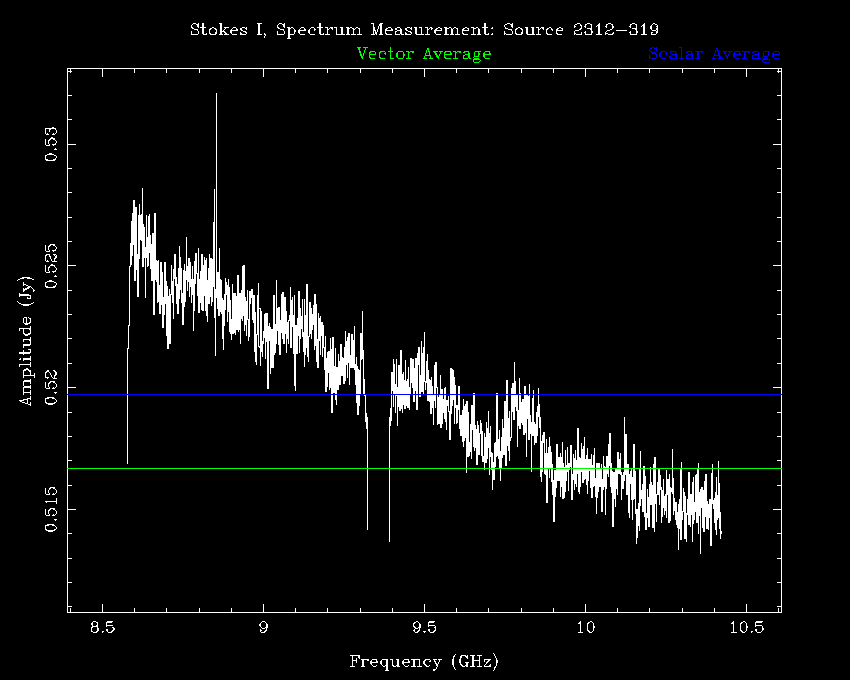 Stokes I, Spectrum Measurement: Source 2312−319
Vector Average
Scalar Average
0.53
0.525
0.52
0.515
Amplitude (Jy)
8.5 9 9.5 10 10.5
Frequency (GHz)